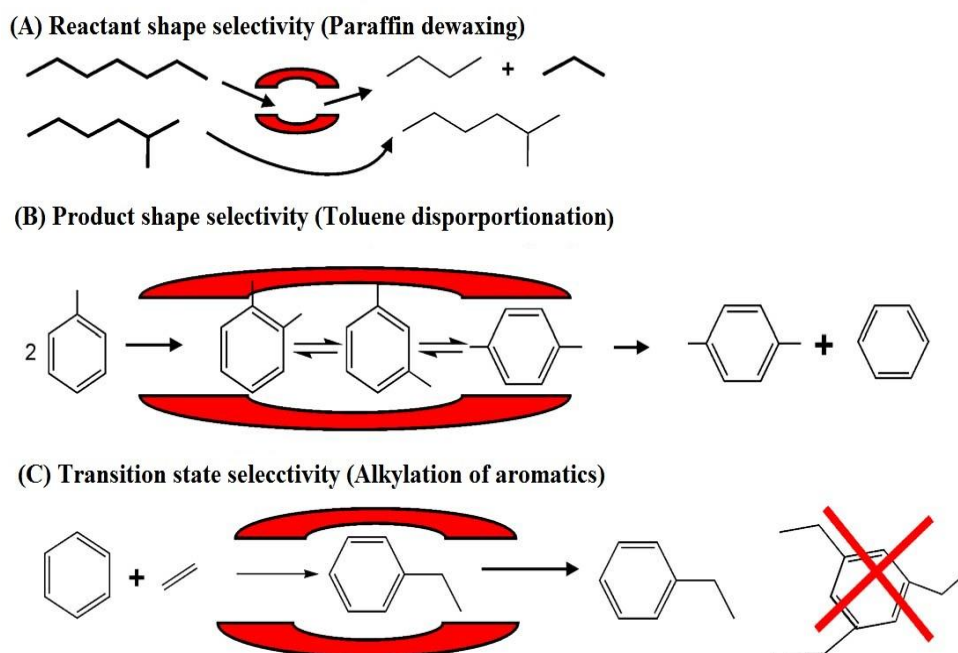 (A) Reactant shape selectivity (Paraffin dewaxing)
+
(B) Product shape selectivity (Toluene disporportionation)
2
+
(C) Transition state selecctivity (Alkylation of aromatics)
+